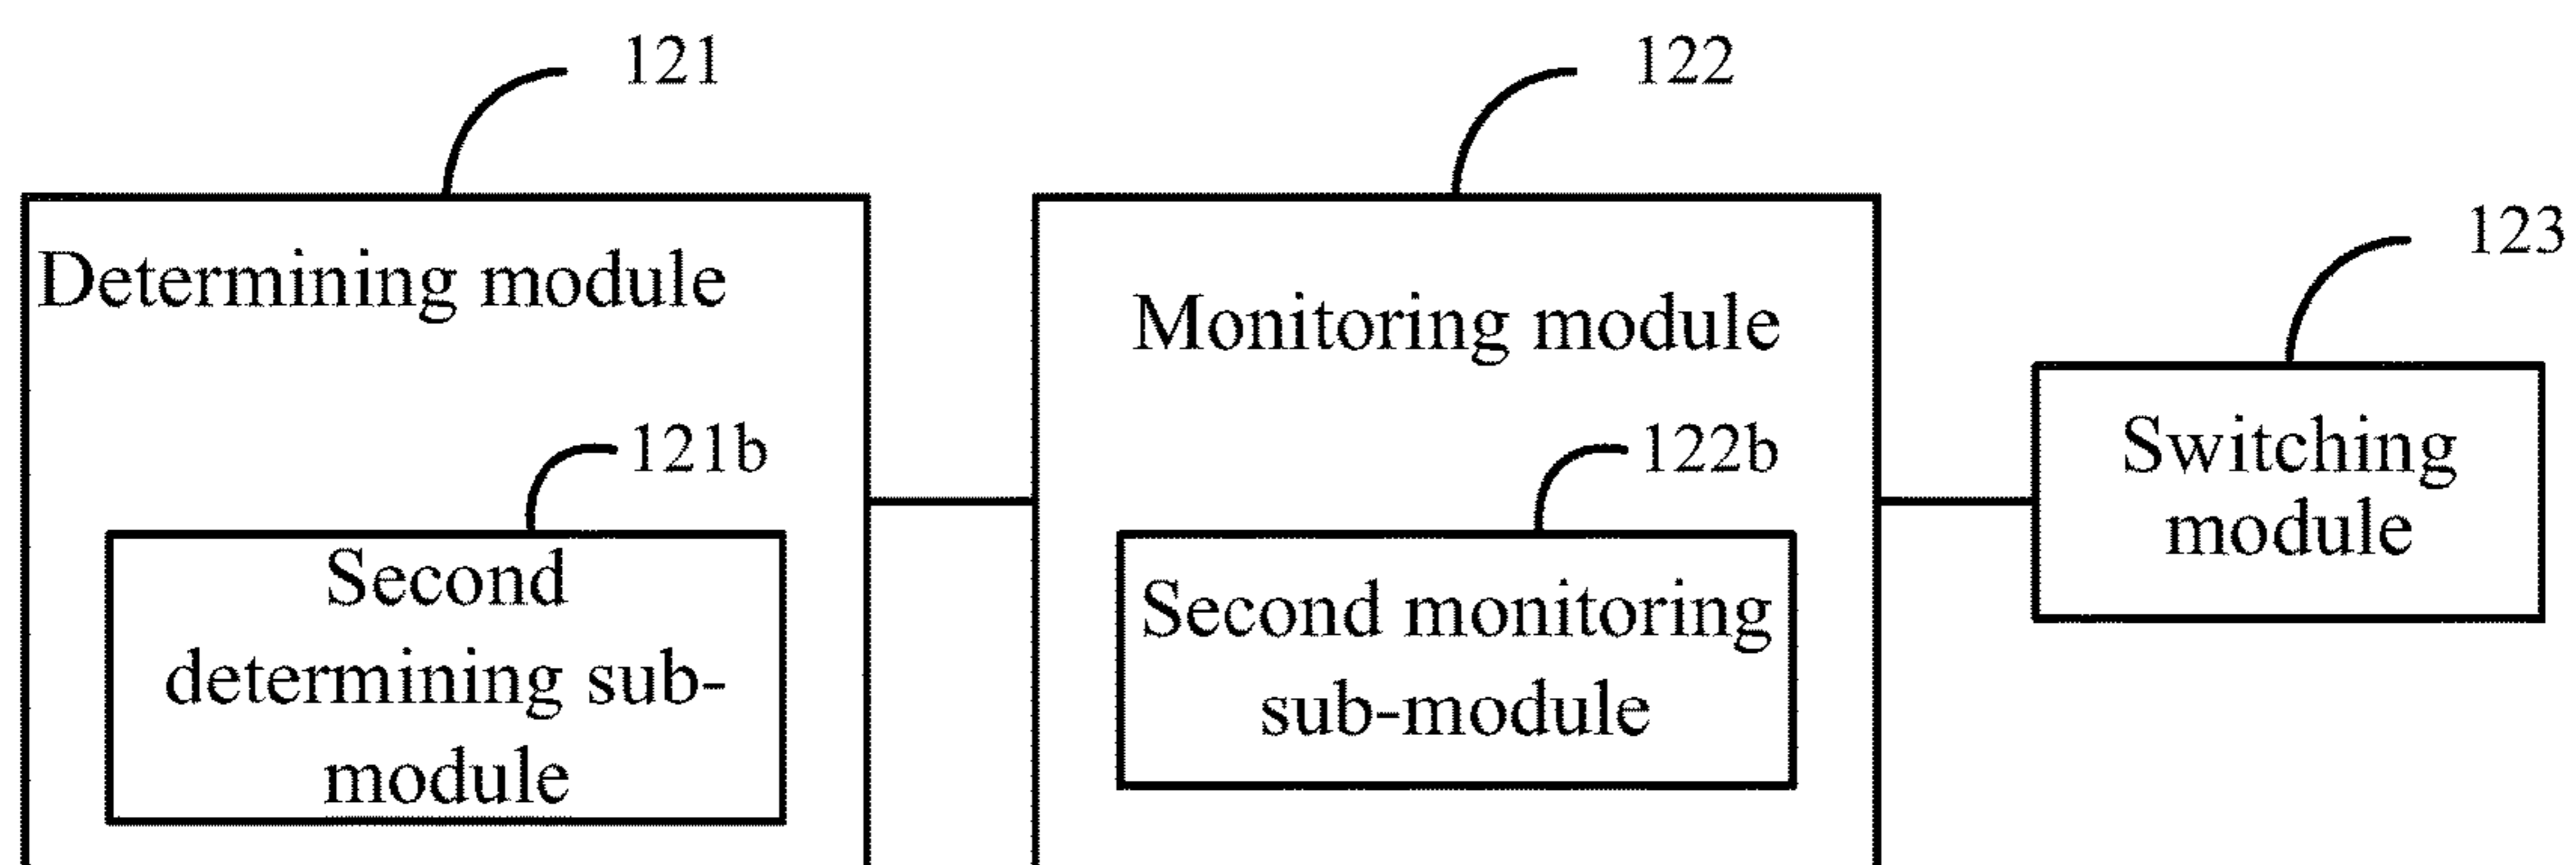 121
122
123
Determining module
Monitoring module
Switching
module
121b
122b
Second
determining sub-
module
Second monitoring
sub-module